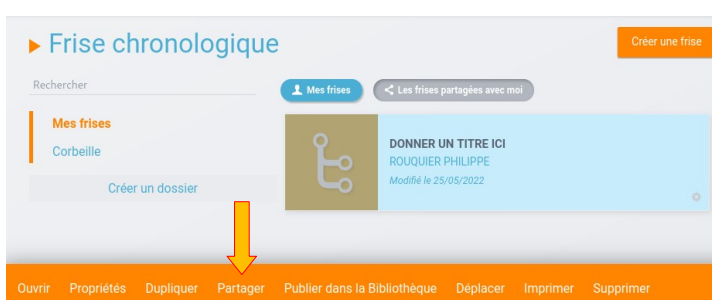 Frise chronologique
Créer une frise
Rechercher
Mes frises
Les frises partagées avec moi
Mes frises
Corbeille
Créer un dossier
DONNER UN TITRE ICI
ROUQUIER PHILIPPE
Modifié le 25/05/2022
Ouvrir Propriétés Dupliquer Partager Publier dans la Bibliothèque Déplacer Imprimer Supprimer